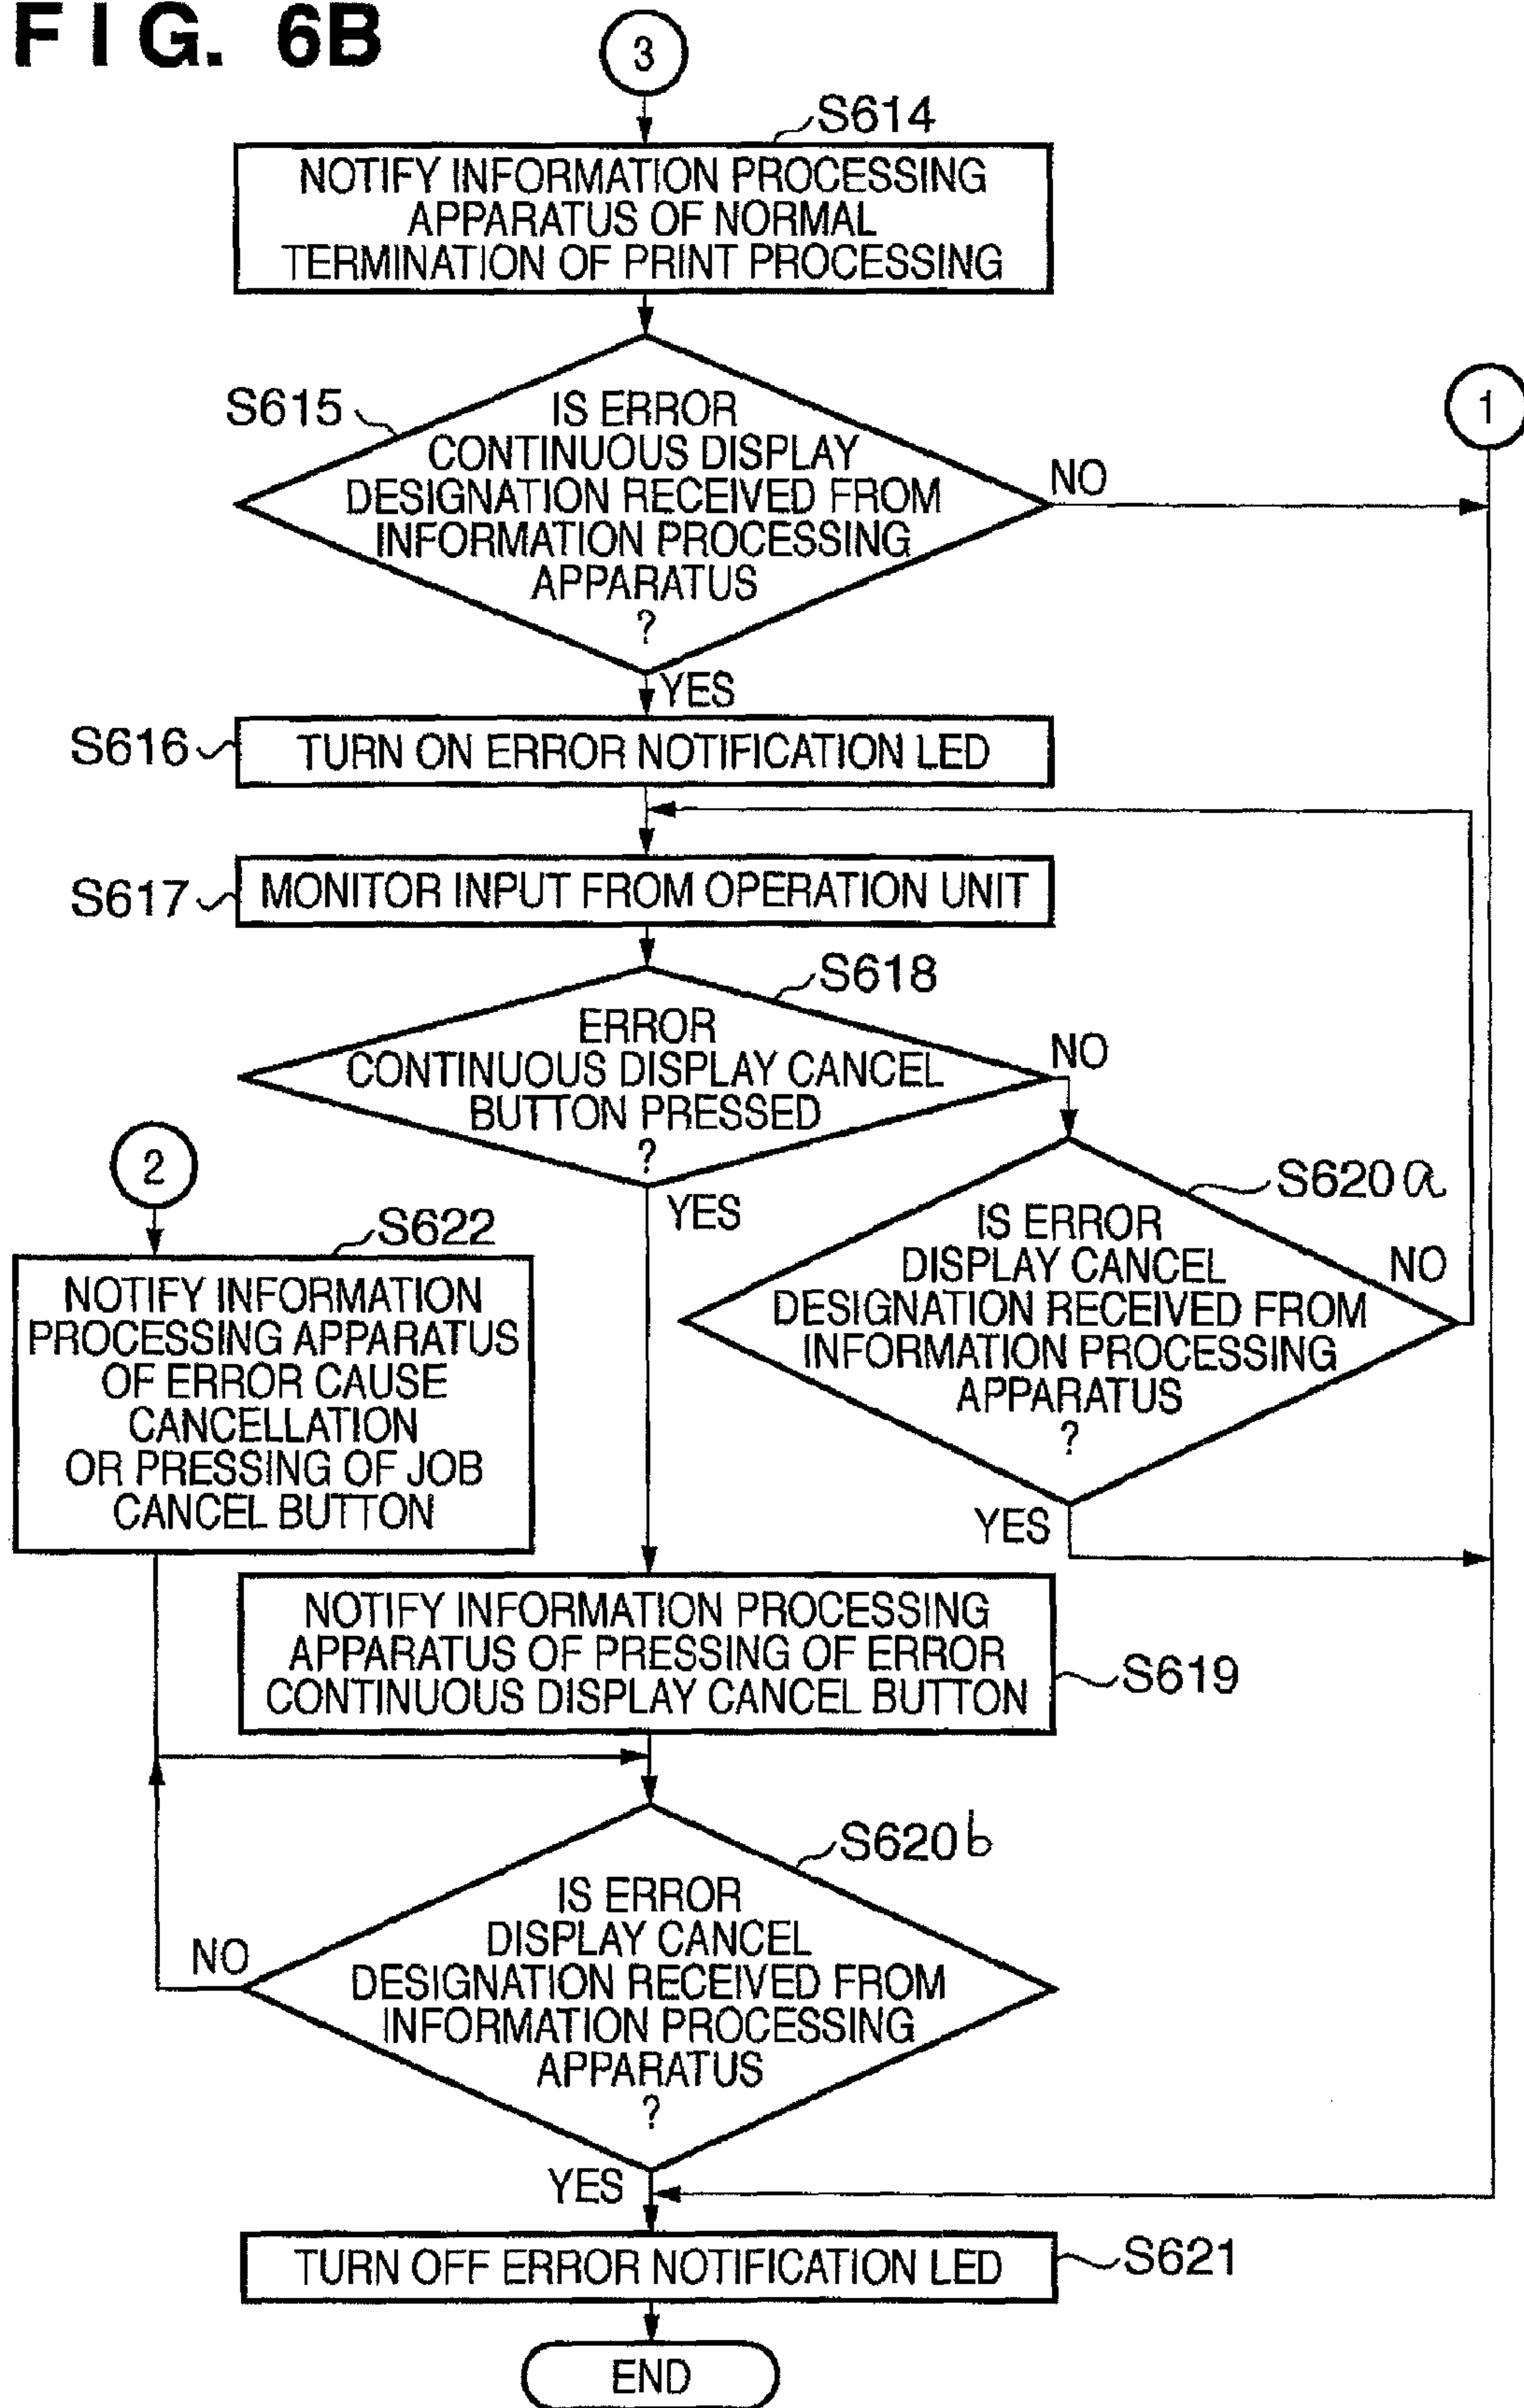 FIG. 6B
3
S614
NOTIFY INFORMATION PROCESSING
APPARATUS OF NORMAL
TERMINATION OF PRINT PROCESSING
1
S615
IS ERROR
CONTINUOUS DISPLAY
DESIGNATION RECEIVED FROM
INFORMATION PROCESSING
APPARATUS
?
NO
YES
S616
TURN ON ERROR NOTIFICATION LED
S617
MONITOR INPUT FROM OPERATION UNIT
S618
ERROR
CONTINUOUS DISPLAY CANCEL
BUTTON PRESSED
?
NO
YES
2
S622
NOTIFY INFORMATION
PROCESSING APPARATUS
OF ERROR CAUSE
CANCELLATION
OR PRESSING OF JOB
CANCEL BUTTON
S620a
IS ERROR
DISPLAY CANCEL
DESIGNATION RECEIVED FROM
INFORMATION PROCESSING
APPARATUS
?
NO
YES
NOTIFY INFORMATION PROCESSING
APPARATUS OF PRESSING OF ERROR
CONTINUOUS DISPLAY CANCEL BUTTON
S619
S620b
IS ERROR
DISPLAY CANCEL
DESIGNATION RECEIVED FROM
INFORMATION PROCESSING
APPARATUS
?
NO
YES
TURN OFF ERROR NOTIFICATION LED
S621
END